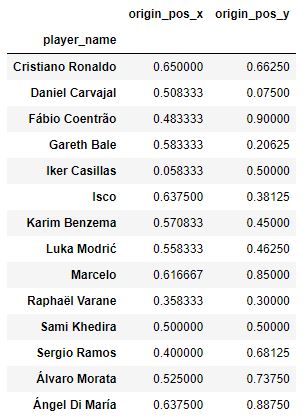 origin_pos_x origin_pos_y
player_name
Cristiano Ronaldo 0.650000 0.66250
Daniel Carvajal 0.508333 0.07500
Fábio Coentrão 0.483333 0.90000
Gareth Bale 0.583333 0.20625
Iker Casillas 0.058333 0.50000
Isco 0.637500 0.38125
Karim Benzema 0.570833 0.45000
Luka Modrić 0.558333 0.46250
Marcelo 0.616667 0.85000
Raphaël Varane 0.358333 0.30000
Sami Khedira 0.500000 0.50000
Sergio Ramos 0.400000 0.68125
Álvaro Morata 0.525000 0.73750
Ángel Di María 0.637500 0.88750